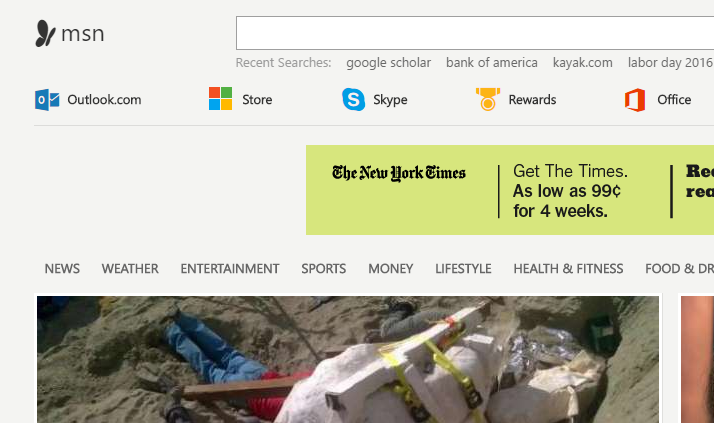 msn
Recent Searches: google scholar bank of america kayak.com labor day 2016
Outlook.com Store Skype Rewards Office
The New York Times
Get The Times.
As low as 99¢
for 4 weeks.
NEWS WEATHER ENTERTAINMENT SPORTS MONEY LIFESTYLE HEALTH & FITNESS FOOD & DR